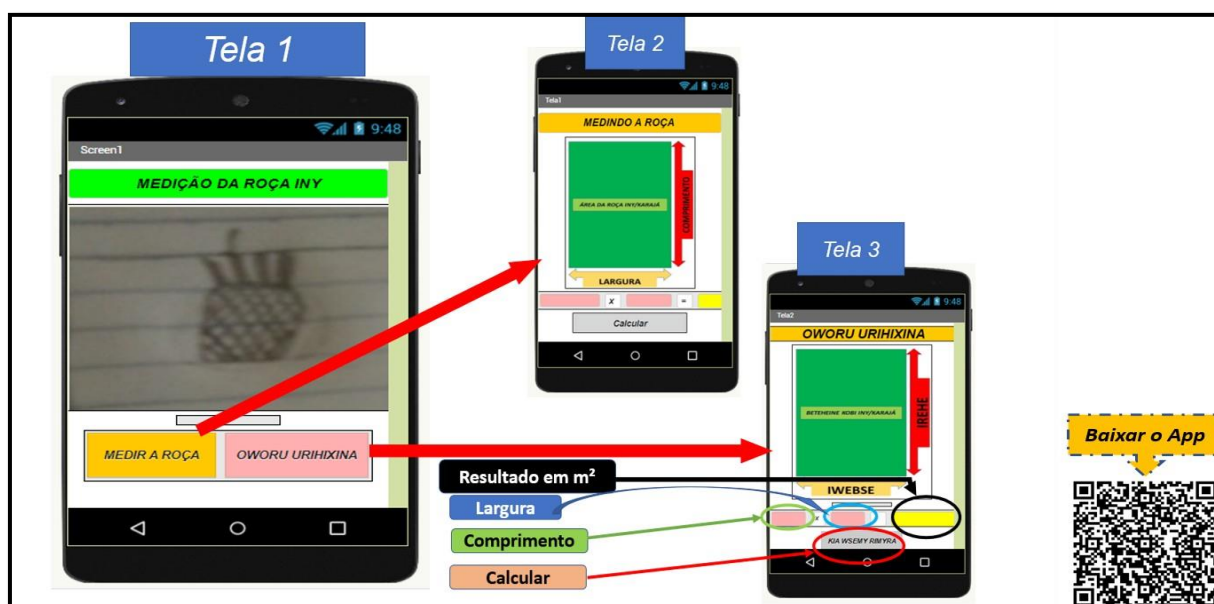 Tela 1
9:48
Screen1
MEDIÇÃO DA ROÇA INY
MEDIR A ROÇA
OWORU URIHIXINA
Tela 2
9:48
Tela1
MEDINDO A ROÇA
ÁREA DA ROÇA INY/KARAJÁ
COMPRIMENTO
LARGURA
x =
Calcular
Tela 3
9:48
Tela2
OWORU URIHIXINA
BETEHEINE KOBI INY/KARAJÁ
IREHE
IWEBSE
x
KIA WSEMY RIMYRA
Resultado em m²
Largura
Comprimento
Calcular
Baixar o App